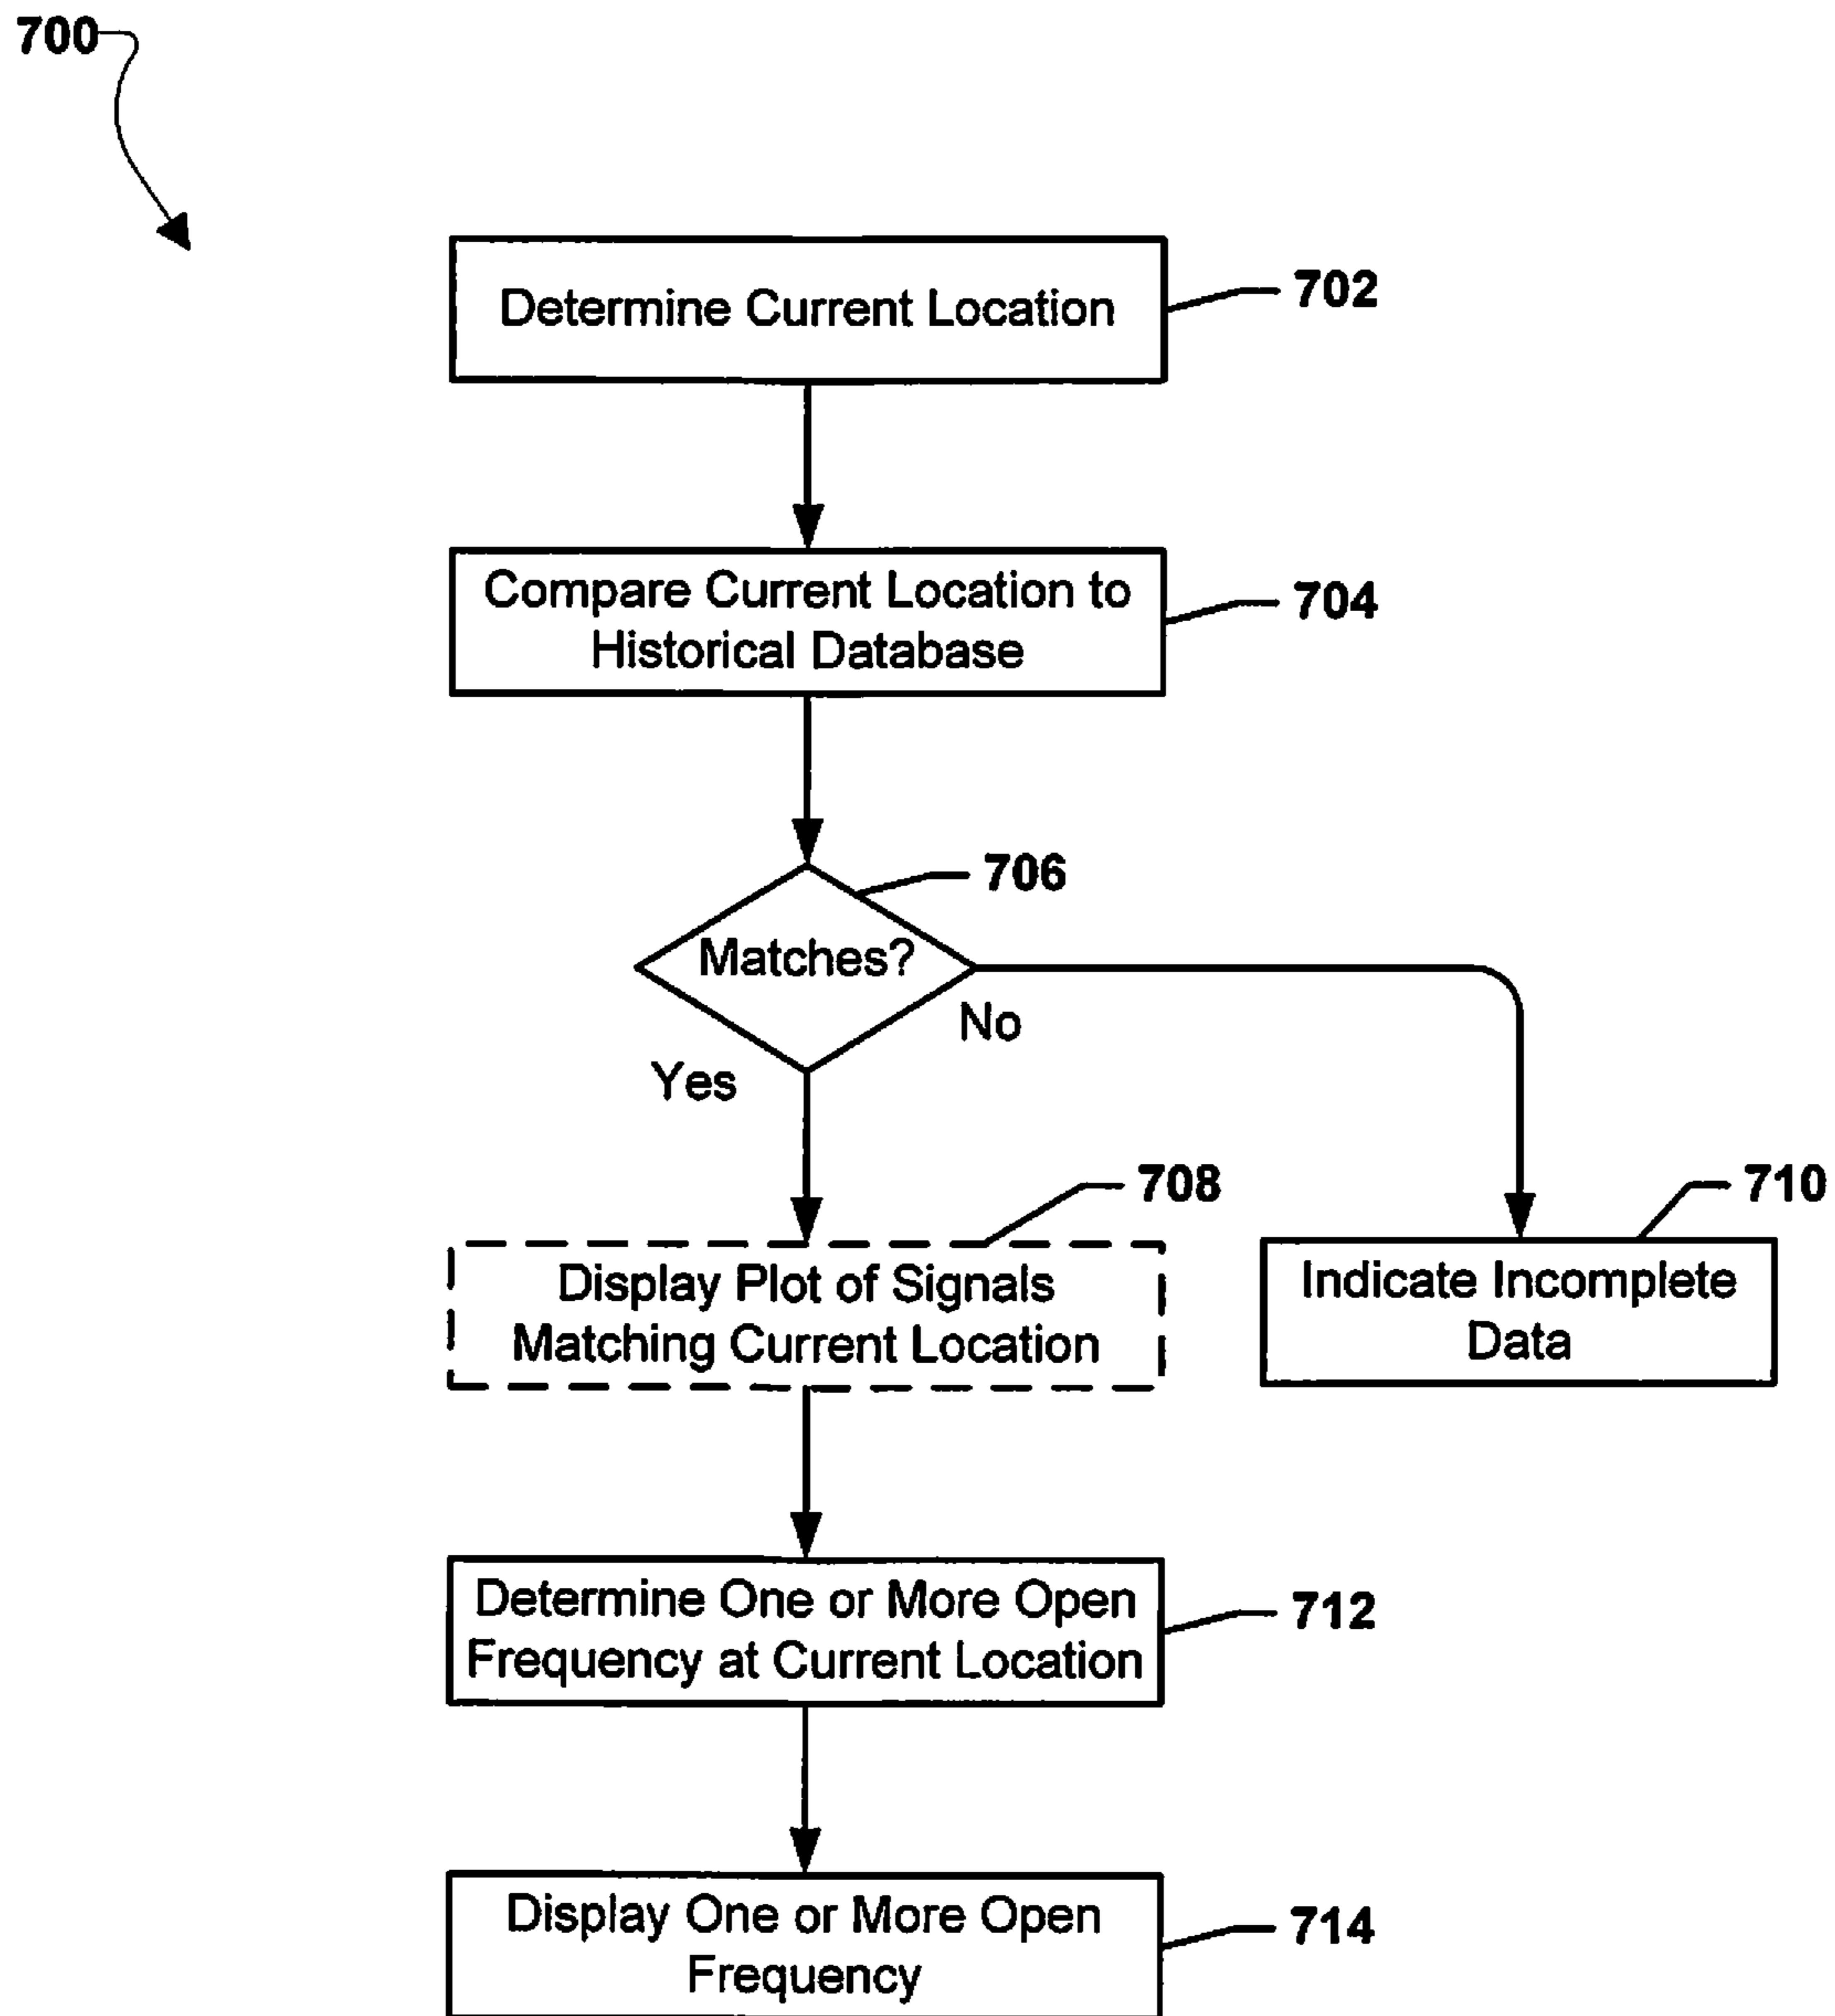 700
Determine Current Location
702
Compare Current Location to
Historical Database
704
706
Matches?
No
Yes
708
710
Display Plot of Signals
Matching Current Location
Indicate Incomplete
Data
Determine One or More Open
Frequency at Current Location
712
Display One or More Open
Frequency
714